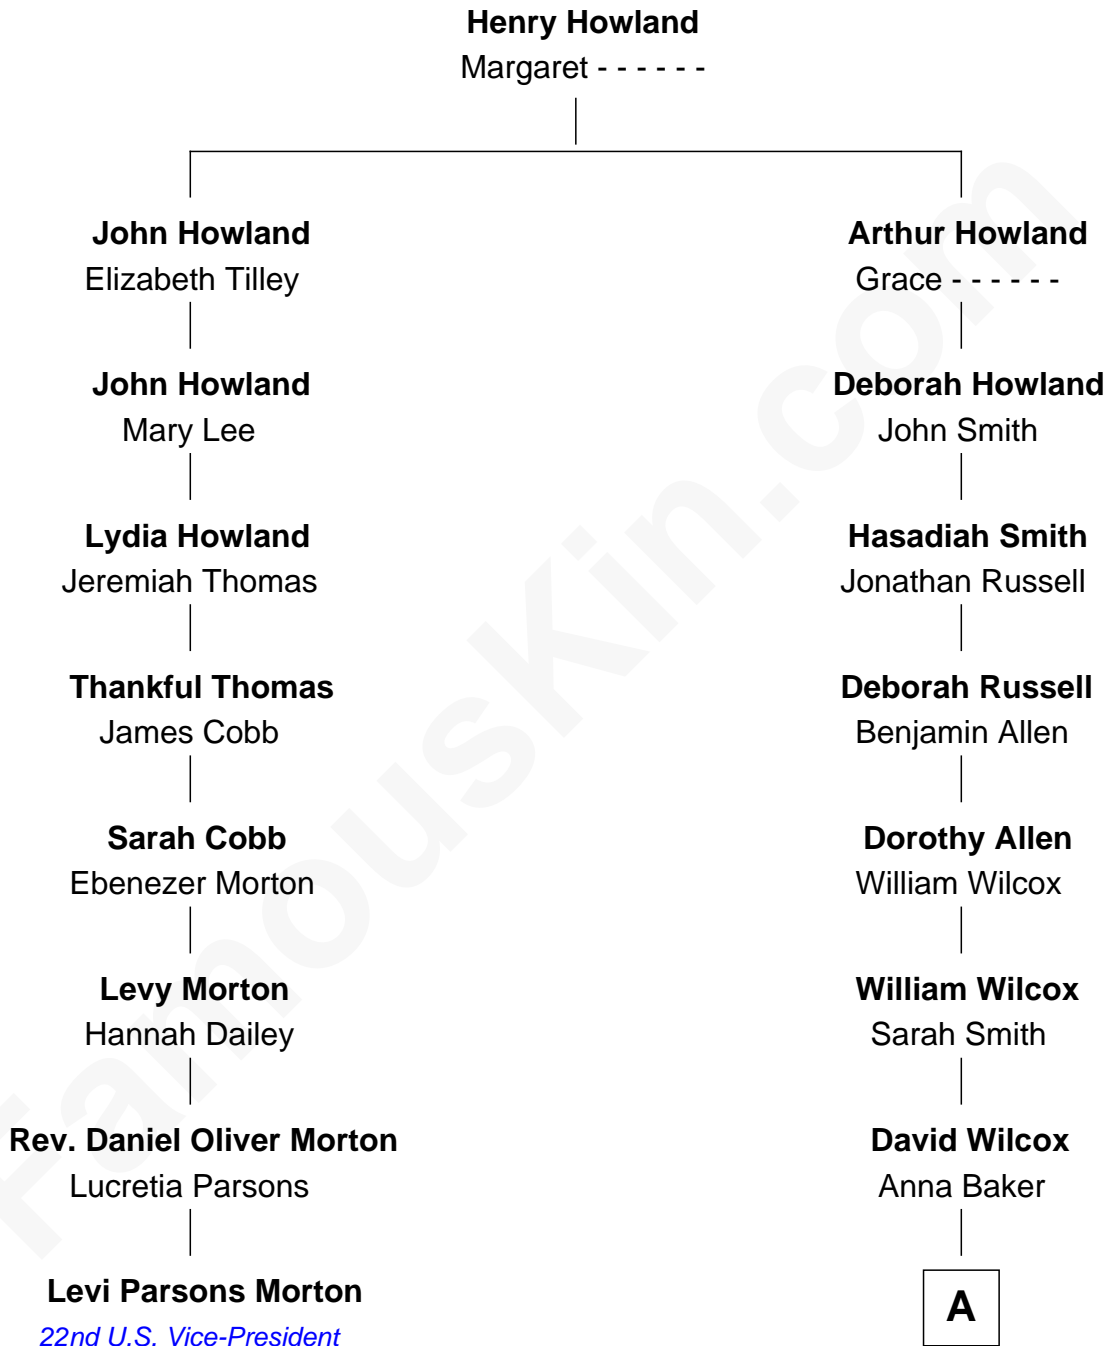 Henry Howland
Margaret - - - - - -
John Howland
Elizabeth Tilley
Arthur Howland
Grace - - - - - -
John Howland
Mary Lee
Deborah Howland
John Smith
Lydia Howland
Jeremiah Thomas
Hasadiah Smith
Jonathan Russell
Thankful Thomas
James Cobb
Deborah Russell
Benjamin Allen
Sarah Cobb
Ebenezer Morton
Dorothy Allen
William Wilcox
Levy Morton
Hannah Dailey
William Wilcox
Sarah Smith
Rev. Daniel Oliver Morton
Lucretia Parsons
David Wilcox
Anna Baker
Levi Parsons Morton
22nd U.S. Vice-President
A
FamousKin.com